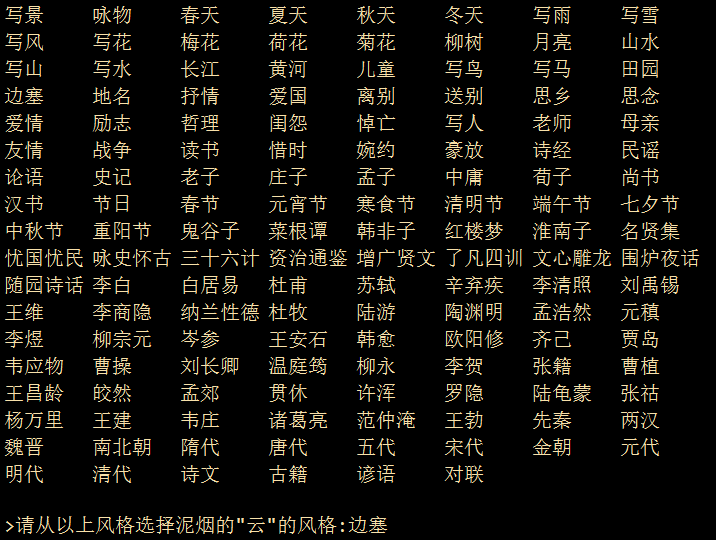 写景 咏物 春天 夏天 秋天 冬天 写雨 写雪
写风 写花 梅花 荷花 菊花 柳树 月亮 山水
写山 写水 长江 黄河 儿童 写鸟 写马 田园
边塞 地名 抒情 爱国 离别 送别 思乡 思念
爱情 励志 哲理 闺怨 悼亡 写人 老师 母亲
友情 战争 读书 惜时 婉约 豪放 诗经 民谣
论语 史记 老子 庄子 孟子 中庸 荀子 尚书
汉书 节日 春节 元宵节 寒食节 清明节 端午节 七夕节
中秋节 重阳节 鬼谷子 菜根谭 韩非子 红楼梦 淮南子 名贤集
忧国忧民 咏史怀古 三十六计 资治通鉴 增广贤文 了凡四训 文心雕龙 围炉夜话
随园诗话 李白 白居易 杜甫 苏轼 辛弃疾 李清照 刘禹锡
王维 李商隐 纳兰性德 杜牧 陆游 陶渊明 孟浩然 元稹
李煜 柳宗元 岑参 王安石 韩愈 欧阳修 齐己 贾岛
韦应物 曹操 刘长卿 温庭筠 柳永 李贺 张籍 曹植
王昌龄 皎然 孟郊 贯休 许浑 罗隐 陆龟蒙 张祜
杨万里 王建 韦庄 诸葛亮 范仲淹 王勃 先秦 两汉
魏晋 南北朝 隋代 唐代 五代 宋代 金朝 元代
明代 清代 诗文 古籍 谚语 对联
>请从以上风格选择泥烟的"云"的风格:边塞